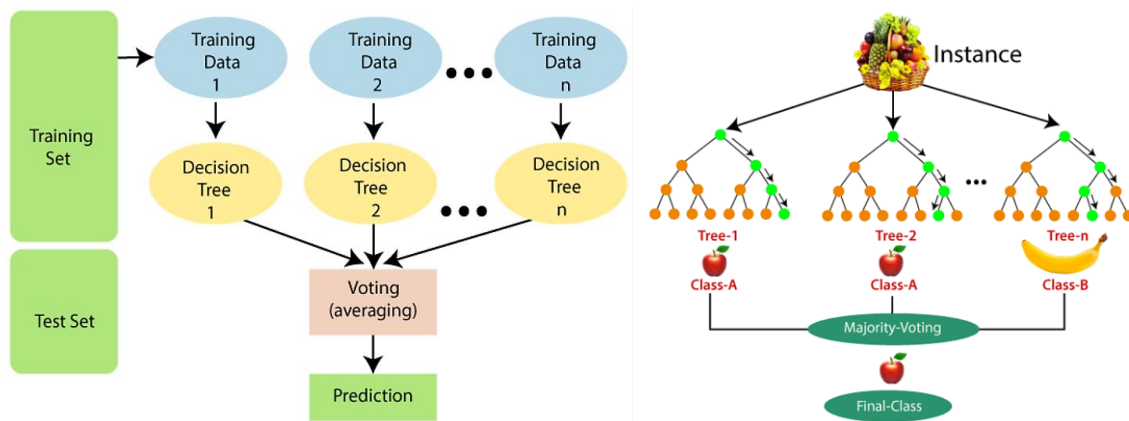 Training
Set
Test Set
Training
Data
1
Training
Data
2
Training
Data
n
Decision
Tree
1
Decision
Tree
2
Decision
Tree
n
Voting
(averaging)
Prediction
Instance
Tree-1
Class-A
Tree-2
Class-A
Tree-n
Class-B
Majority-Voting
Final-Class